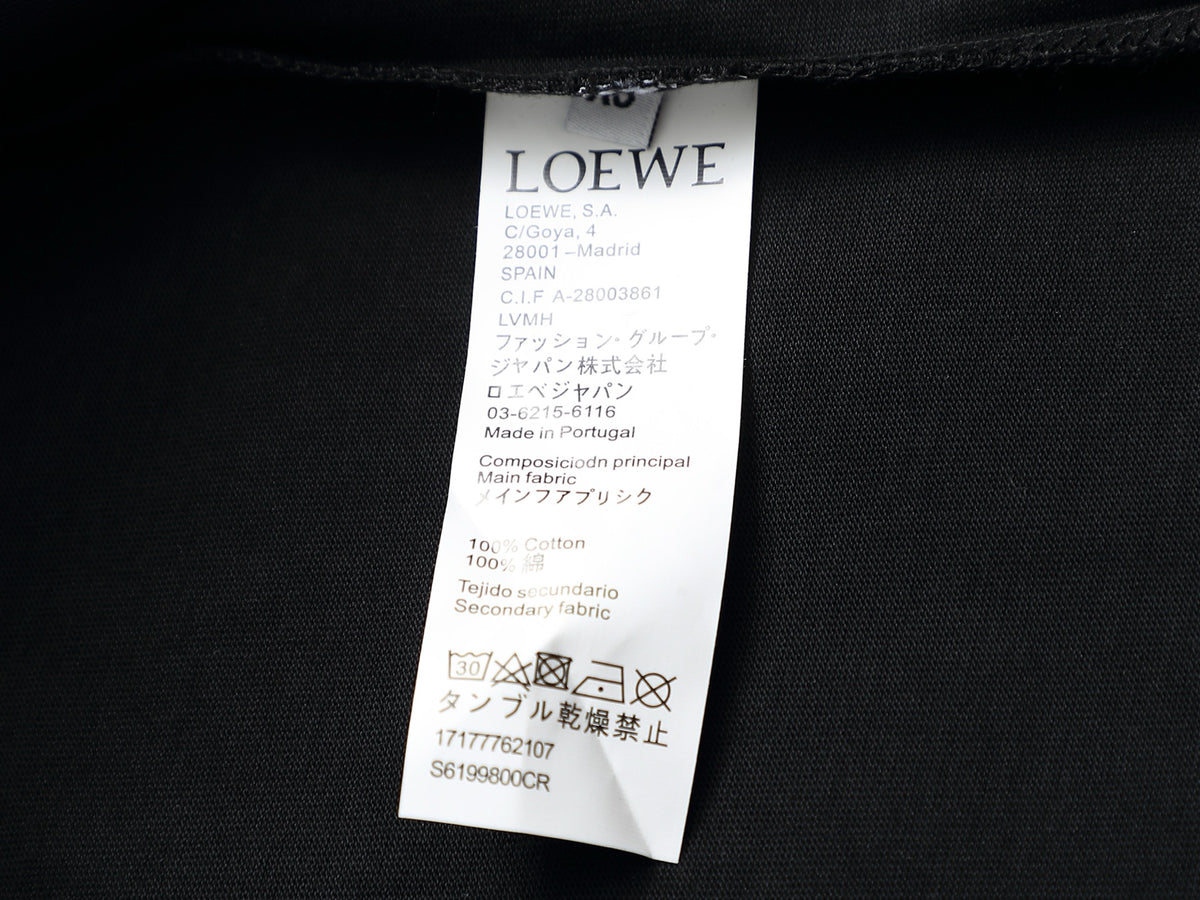 LOEWE
LOEWE, S.A.
C/Goya, 4
28001–Madrid
SPAIN
C.I.F A-28003861
LVMH
ファッション・グループ・
ジャパン株式会社
ロエベジャパン
03-6215-6116
Made in Portugal
Composiciodn principal
Main fabric
メインフアプリシク
100% Cotton
100% 綿
Tejido secundario
Secondary fabric
30
タンブル乾燥禁止
17177762107
S6199800CR